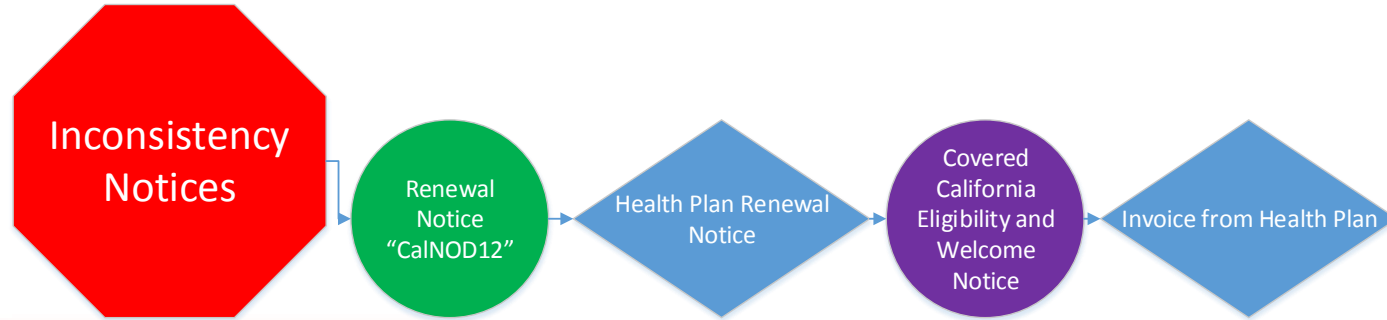 Inconsistency
Notices
Renewal
Notice
“CalNOD12”
Health Plan Renewal
Notice
Covered
California
Eligibility and
Welcome
Notice
Invoice from Health Plan